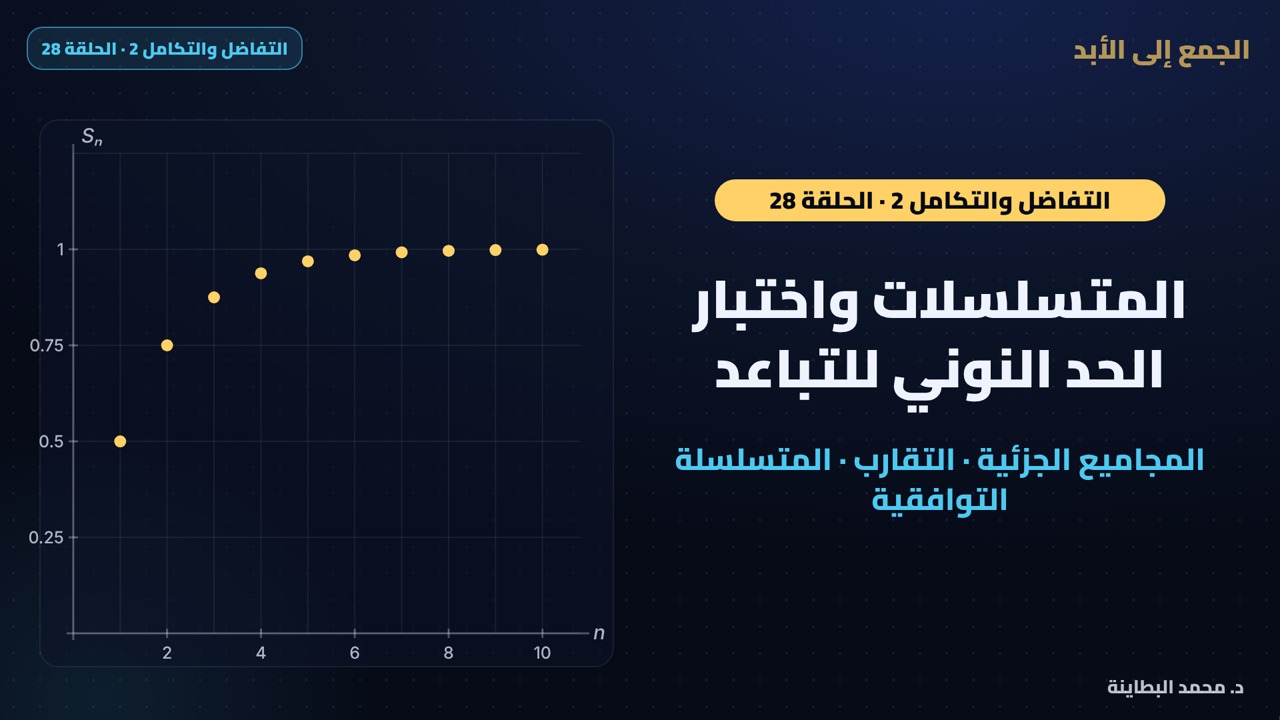 الجمع إلى الأبد
التفاضل والتكامل 2 · الحلقة 28
التفاضل والتكامل 2 · الحلقة 28
المتسلسلات واختبار
الحد النوني للتباعد
المجاميع الجزئية · التقارب · المتسلسلة
التوافقية
Sₙ
1
0.75
0.5
0.25
2 4 6 8 10
n
د. محمد البطاينة